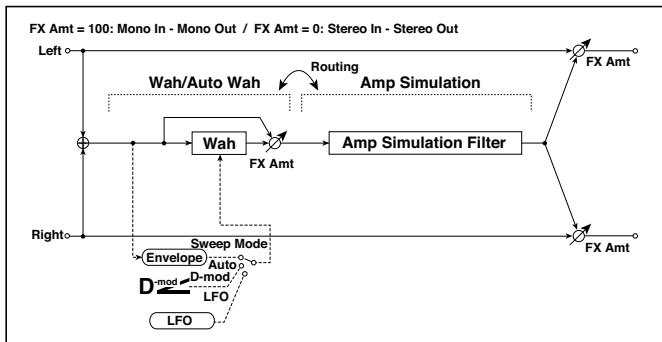 FX Amt = 100: Mono In - Mono Out / FX Amt = 0: Stereo In - Stereo Out
Left
Routing
FX Amt
Wah/Auto Wah
Amp Simulation
Wah
FX Amt
Amp Simulation Filter
Right
Sweep Mode
FX Amt
Envelope
Auto
D-mod
D-mod
LFO
LFO